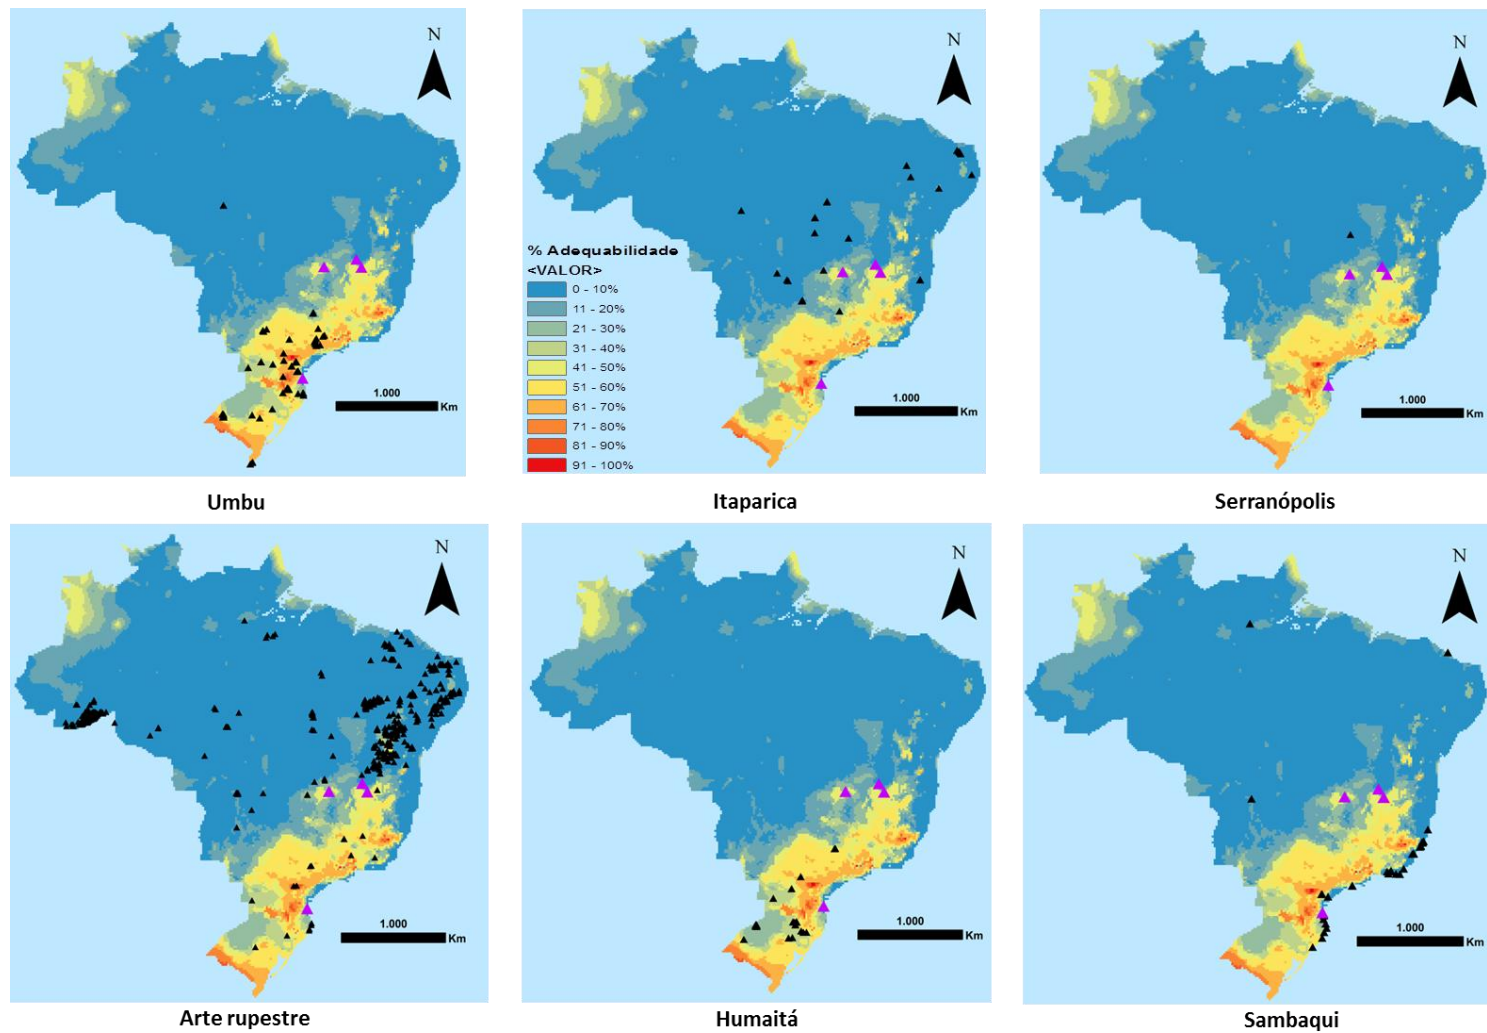 N
N
N
% Adequabilidade
<VALOR>
0 - 10%
11 - 20%
21 - 30%
31 - 40%
41 - 50%
51 - 60%
61 - 70%
71 - 80%
81 - 90%
91 - 100%
1.000
Km
1.000
Km
1.000
Km
Umbu
Itaparica
Serranópolis
N
N
N
1.000
Km
1.000
Km
1.000
Km
Arte rupestre
Humaitá
Sambaqui